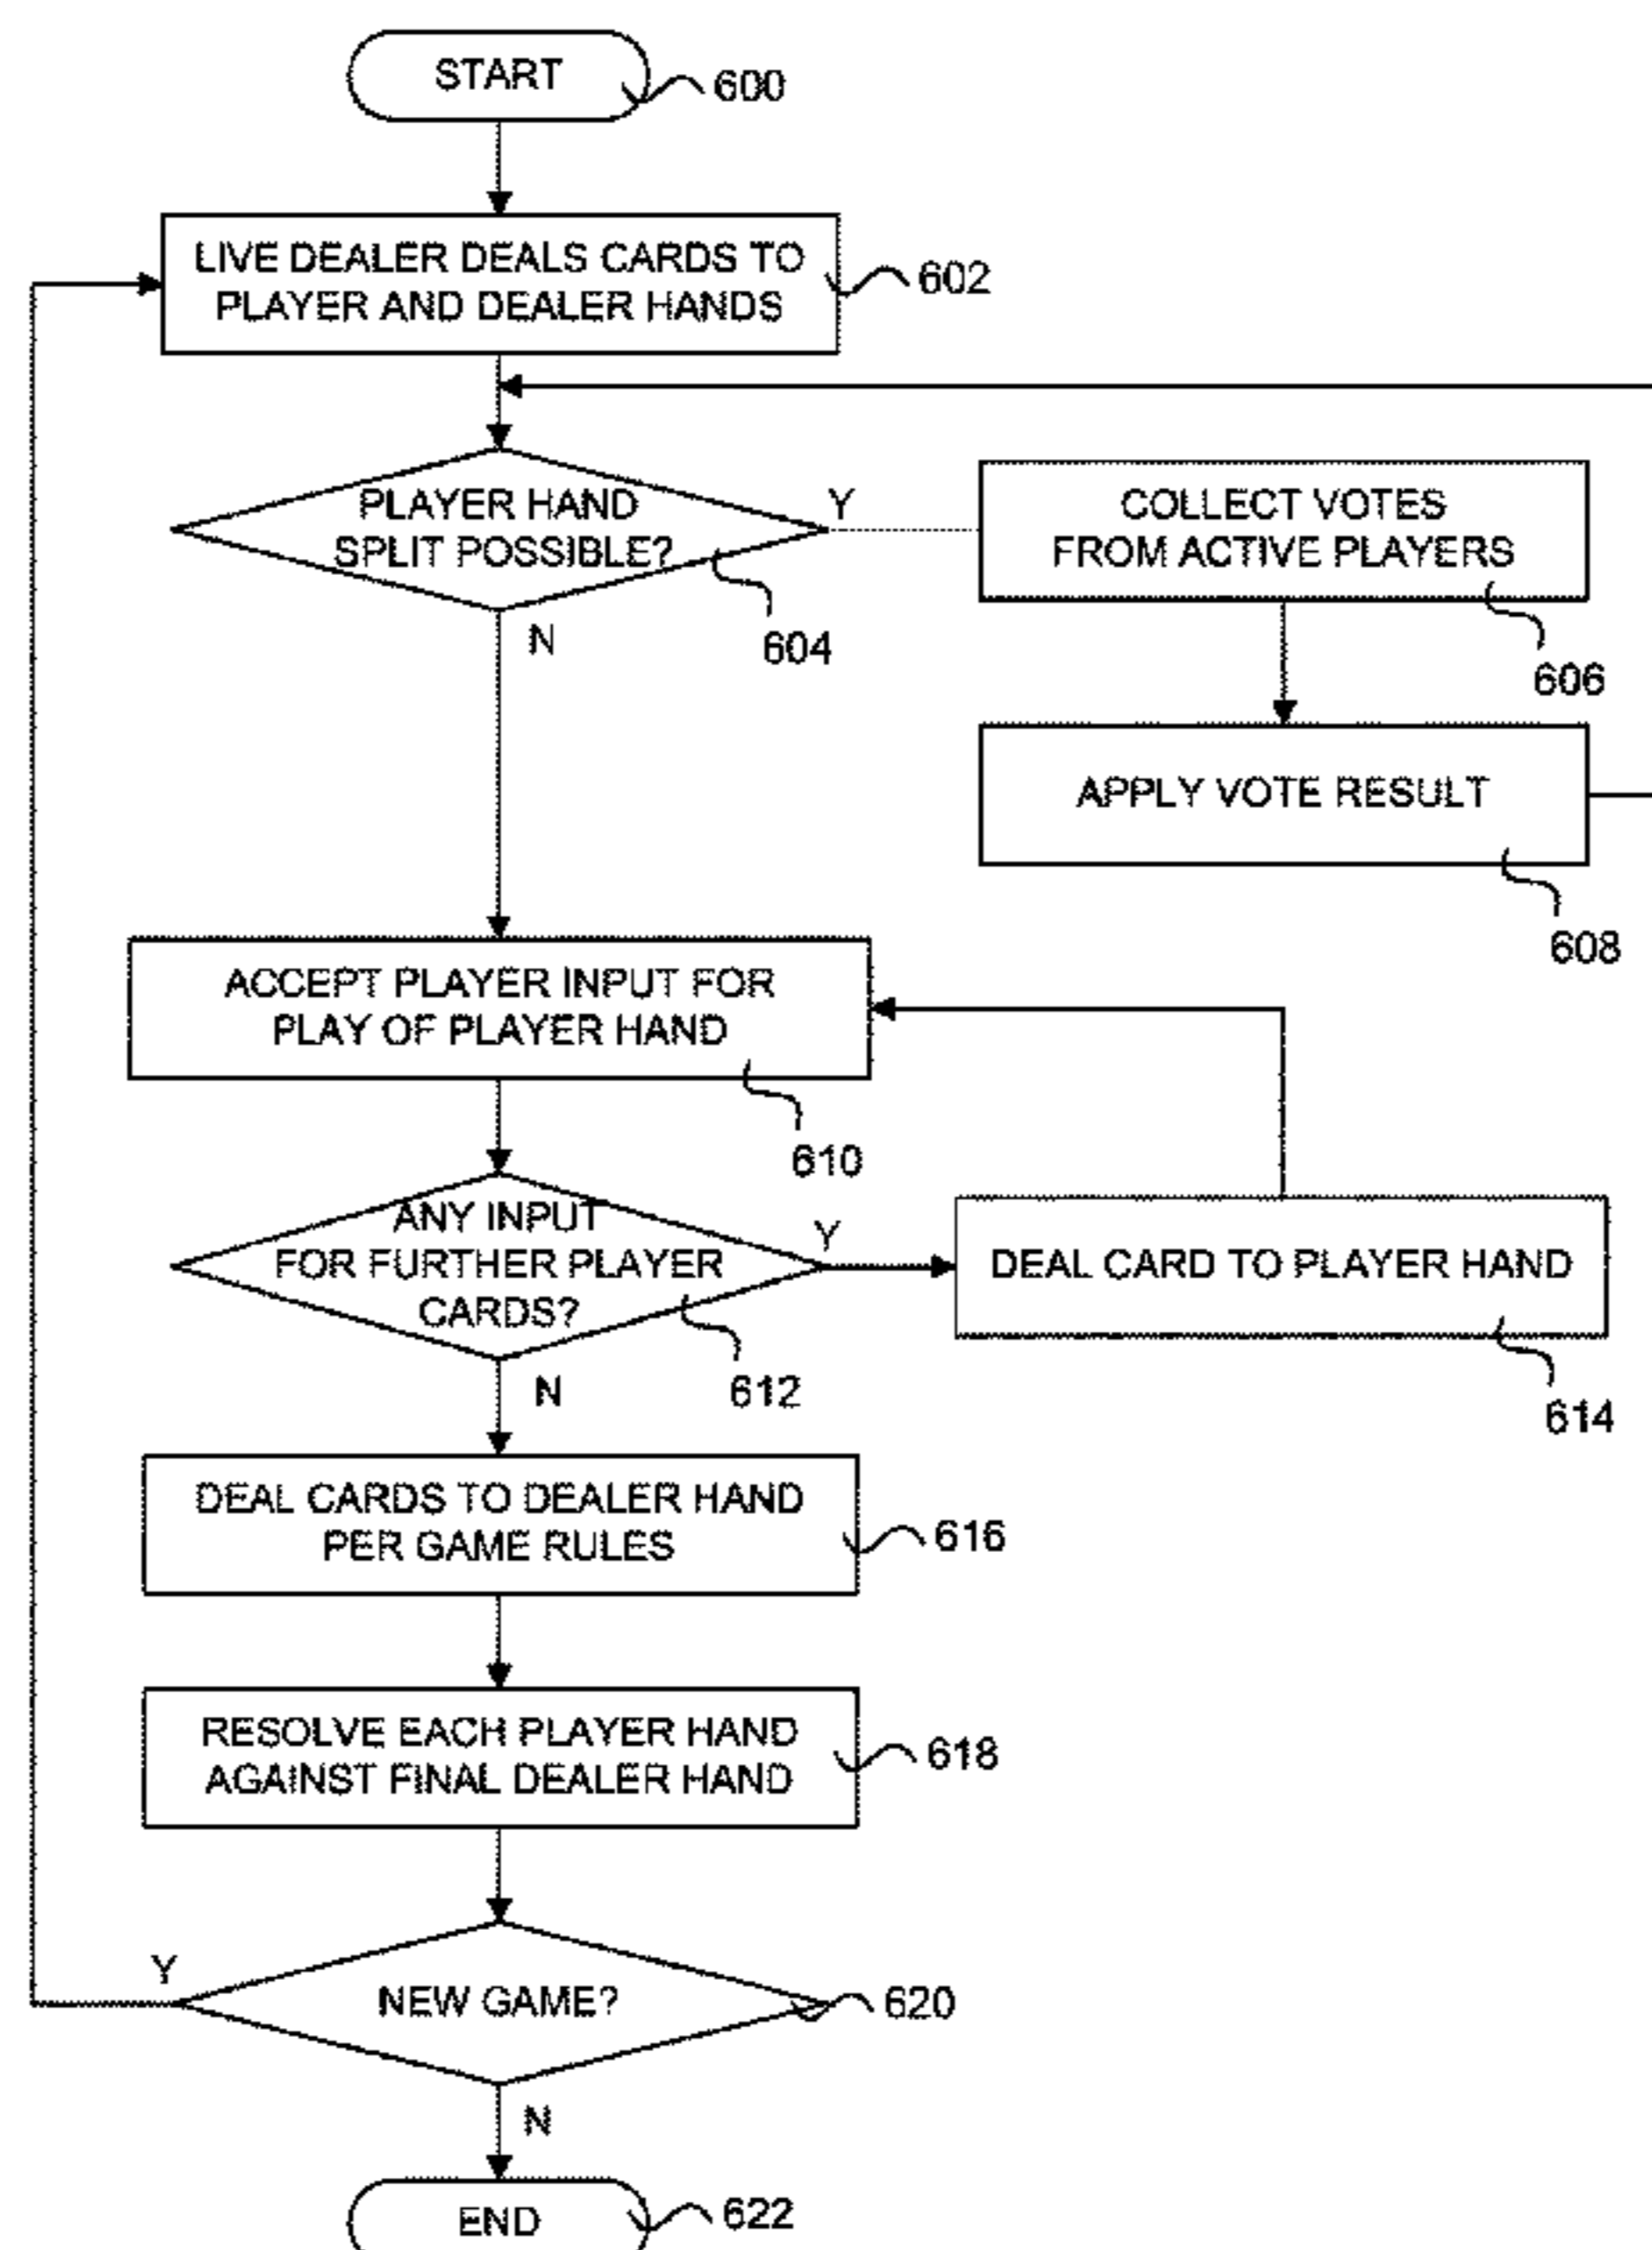 START
600
LIVE DEALER DEALS CARDS TO
PLAYER AND DEALER HANDS
602
PLAYER HAND
SPLIT POSSIBLE?
Y
604
N
COLLECT VOTES
FROM ACTIVE PLAYERS
606
APPLY VOTE RESULT
608
ACCEPT PLAYER INPUT FOR
PLAY OF PLAYER HAND
610
ANY INPUT
FOR FURTHER PLAYER
CARDS?
Y
612
N
DEAL CARD TO PLAYER HAND
614
DEAL CARDS TO DEALER HAND
PER GAME RULES
616
RESOLVE EACH PLAYER HAND
AGAINST FINAL DEALER HAND
618
Y
NEW GAME?
620
N
END
622